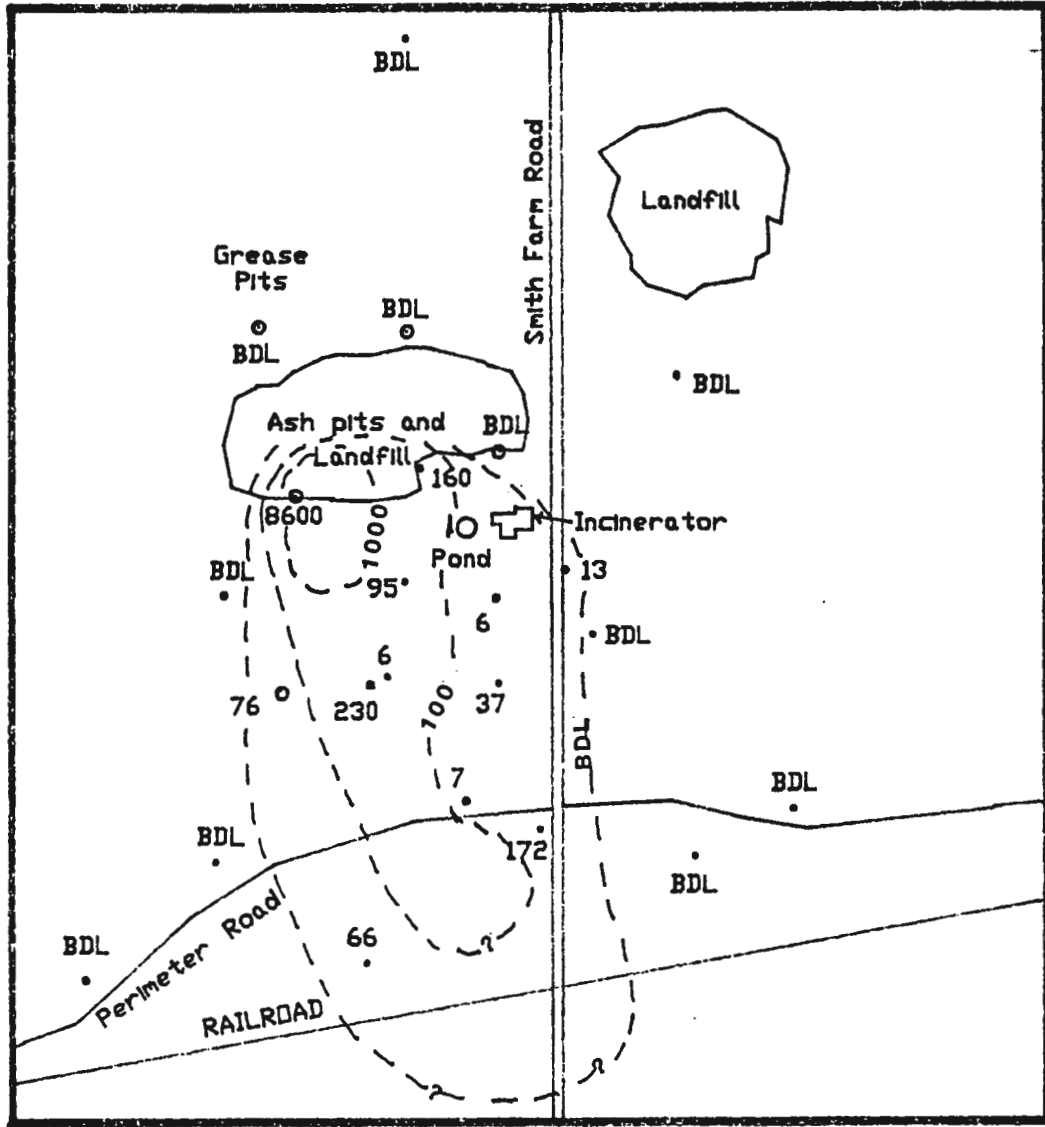 BDL
Smith Farm Road
Landfill
Grease
Pits
BDL
BDL
BDL
Ash pits and
BDL
Landfill
160
8600
1000
Incinerator
Pond
BDL
95
13
6
BDL
6
76
230
100
37
BDL
7
BDL
BDL
172
BDL
66
BDL
Perimeter Road
RAILROAD
?
?
?